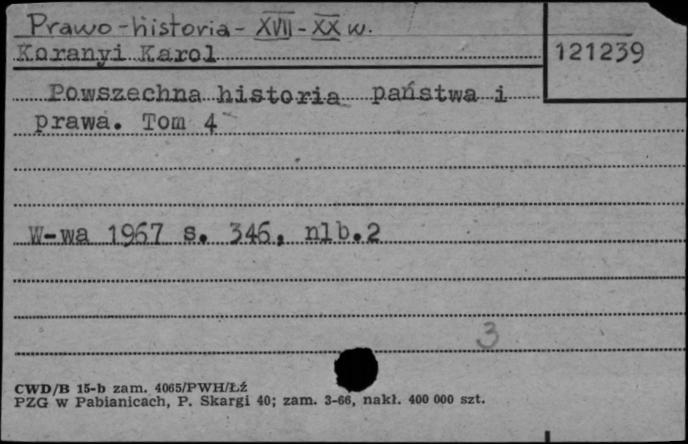 Prawo-historia-XVII-XX w.
Koranyi Karol
121239
Powszechna historia państwa i
prawa. Tom 4
W-wa 1967 s. 346, nlb.2
3
CWD/B 15-b zam. 4065/PWH/Łź
PZG w Pabianicach, P. Skargi 40; zam. 3-66, nakł. 400 000 szt.